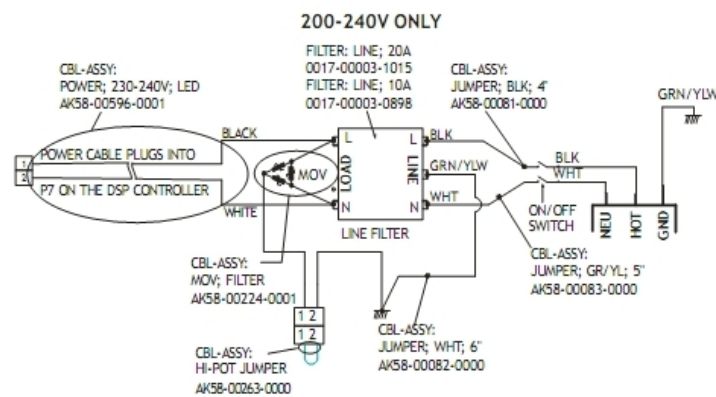 200-240V ONLY
FILTER: LINE; 20A
0017-00003-1015
FILTER: LINE; 10A
0017-00003-0898
CBL-ASSY:
POWER; 230-240V; LED
AK58-00596-0001
CBL-ASSY:
JUMPER; BLK; 4"
AK58-00081-0000
GRN/YLW
BLACK
L
L
BLK
1
2
POWER CABLE PLUGS INTO
P7 ON THE DSP CONTROLLER
MOV
LOAD
LINE
GRN/YLW
BLK
WHT
WHITE
N
N
WHT
LINE FILTER
ON/OFF
SWITCH
NEU
HOT
GND
CBL-ASSY:
MOV; FILTER
AK58-00224-0001
CBL-ASSY:
JUMPER; GR/YL; 5"
AK58-00083-0000
1 2
1 2
CBL-ASSY:
JUMPER; WHT; 6"
AK58-00082-0000
CBL-ASSY:
HI-POT JUMPER
AK58-00263-0000